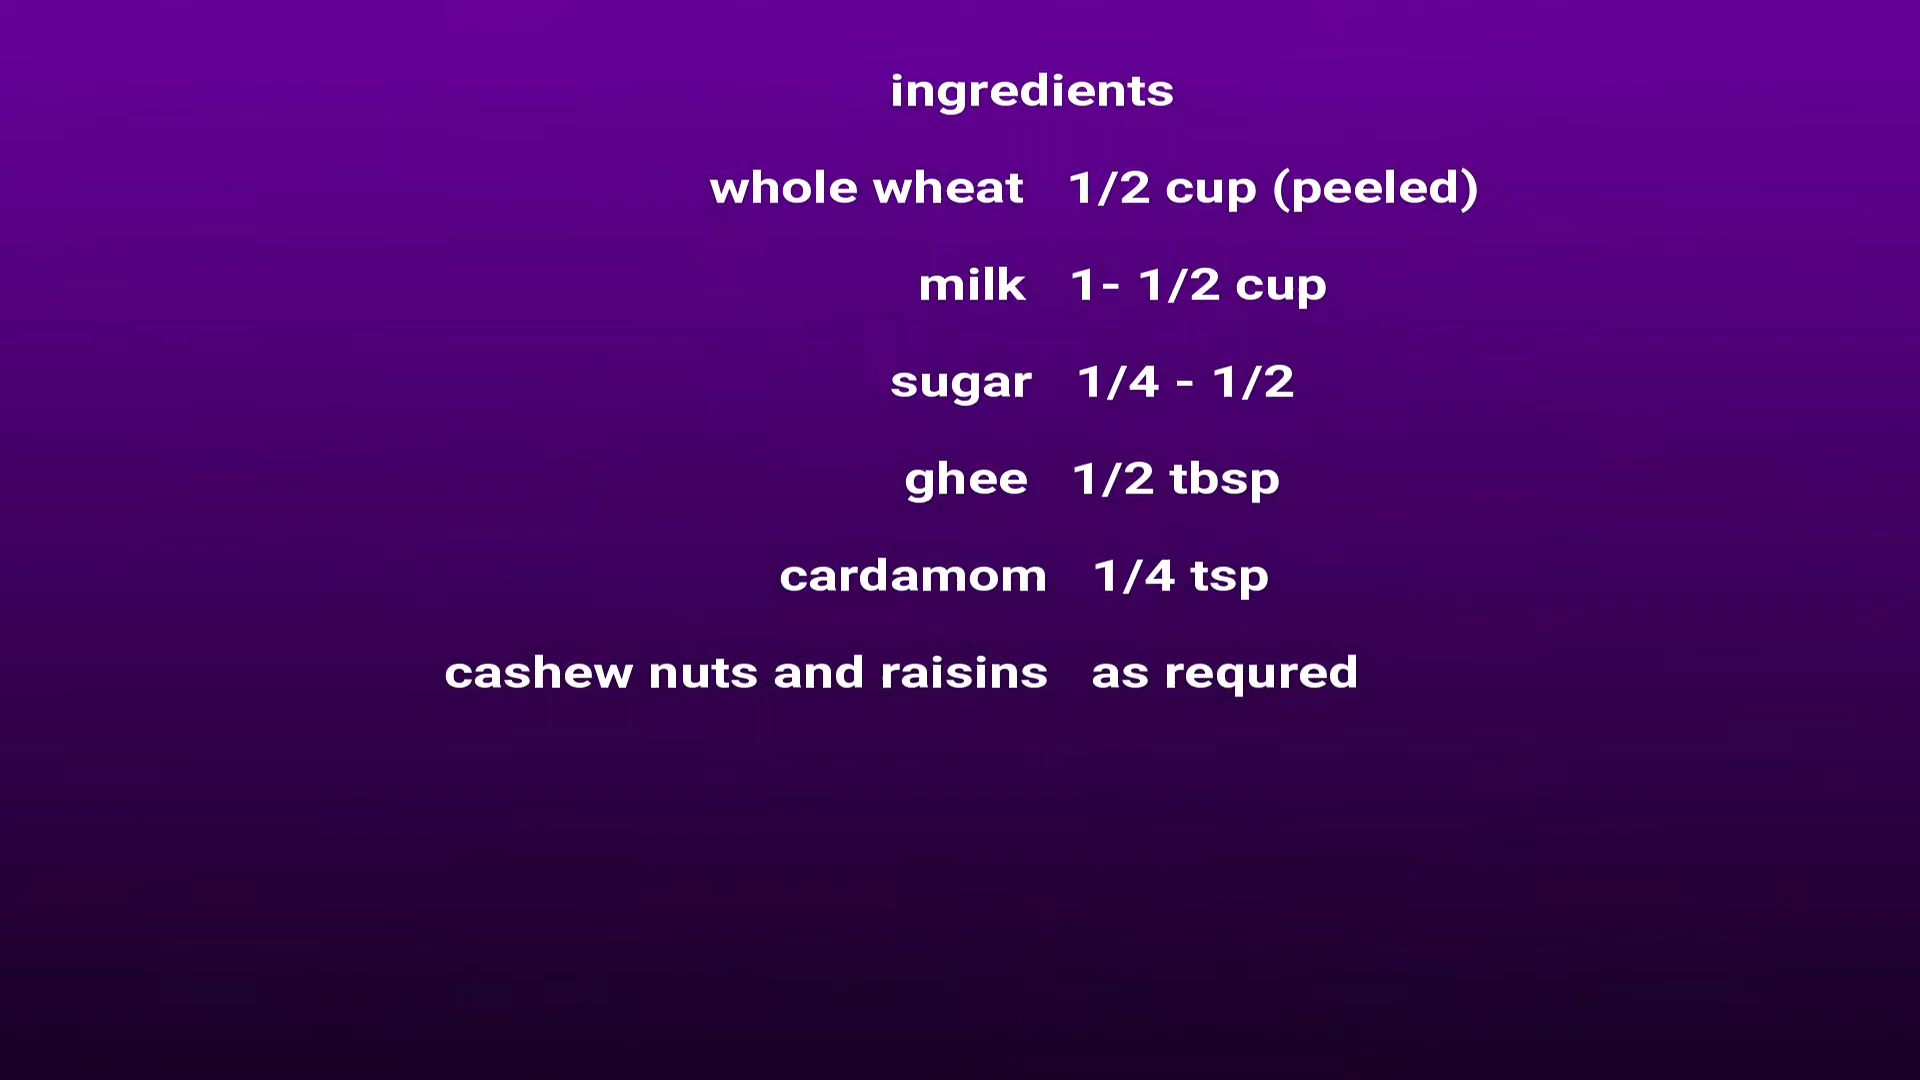 ingredients
whole wheat 1/2 cup (peeled)
milk 1- 1/2 cup
sugar 1/4 - 1/2
ghee 1/2 tbsp
cardamom 1/4 tsp
cashew nuts and raisins as requred